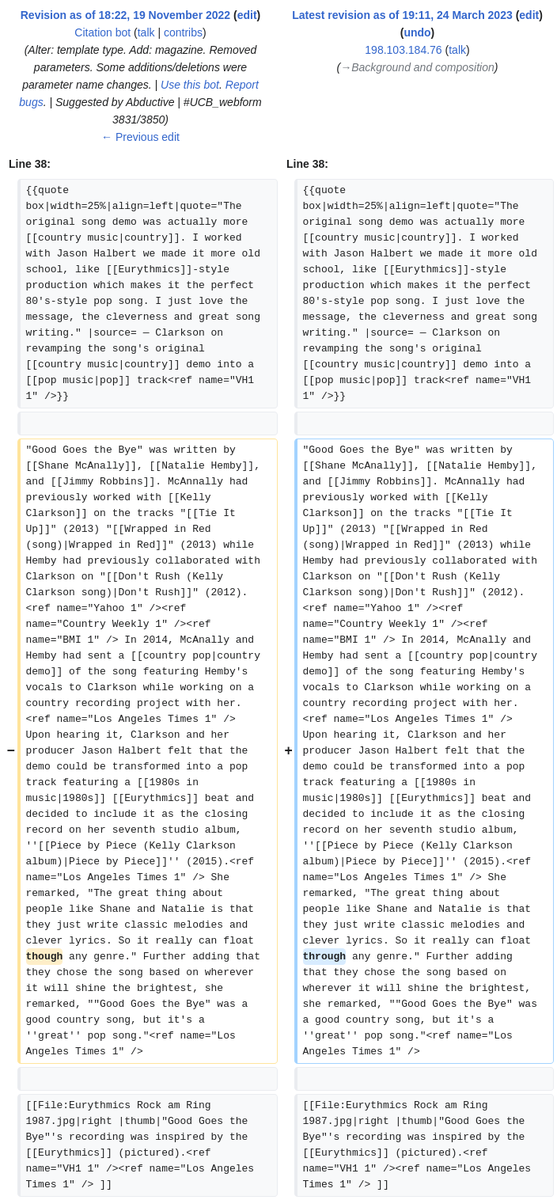 Revision as of 18:22, 19 November 2022 (edit)
Citation bot (talk | contribs)
(Alter: template type. Add: magazine. Removed
parameters. Some additions/deletions were
parameter name changes. | Use this bot. Report
bugs. | Suggested by Abductive | #UCB_webform
3831/3850)
← Previous edit
Latest revision as of 19:11, 24 March 2023 (edit)
(undo)
198.103.184.76 (talk)
(→Background and composition)
Line 38:
{{quote
box|width=25%|align=left|quote="The
original song demo was actually more
[[country music|country]]. I worked
with Jason Halbert we made it more old
school, like [[Eurythmics]]-style
production which makes it the perfect
80's-style pop song. I just love the
message, the cleverness and great song
writing." |source= — Clarkson on
revamping the song's original
[[country music|country]] demo into a
[[pop music|pop]] track<ref name="VH1
1" />}}
−
"Good Goes the Bye" was written by
[[Shane McAnally]], [[Natalie Hemby]],
and [[Jimmy Robbins]]. McAnnally had
previously worked with [[Kelly
Clarkson]] on the tracks "[[Tie It
Up]]" (2013) "[[Wrapped in Red
(song)|Wrapped in Red]]" (2013) while
Hemby had previously collaborated with
Clarkson on "[[Don't Rush (Kelly
Clarkson song)|Don't Rush]]" (2012).
<ref name="Yahoo 1" /><ref
name="Country Weekly 1" /><ref
name="BMI 1" /> In 2014, McAnally and
Hemby had sent a [[country pop|country
demo]] of the song featuring Hemby's
vocals to Clarkson while working on a
country recording project with her.
<ref name="Los Angeles Times 1" />
Upon hearing it, Clarkson and her
producer Jason Halbert felt that the
demo could be transformed into a pop
track featuring a [[1980s in
music|1980s]] [[Eurythmics]] beat and
decided to include it as the closing
record on her seventh studio album,
''[[Piece by Piece (Kelly Clarkson
album)|Piece by Piece]]'' (2015).<ref
name="Los Angeles Times 1" /> She
remarked, "The great thing about
people like Shane and Natalie is that
they just write classic melodies and
clever lyrics. So it really can float
though any genre." Further adding that
they chose the song based on wherever
it will shine the brightest, she
remarked, ""Good Goes the Bye" was a
good country song, but it's a
''great'' pop song."<ref name="Los
Angeles Times 1" />
[[File:Eurythmics Rock am Ring
1987.jpg|right |thumb|"Good Goes the
Bye"'s recording was inspired by the
[[Eurythmics]] (pictured).<ref
name="VH1 1" /><ref name="Los Angeles
Times 1" /> ]]
Line 38:
{{quote
box|width=25%|align=left|quote="The
original song demo was actually more
[[country music|country]]. I worked
with Jason Halbert we made it more old
school, like [[Eurythmics]]-style
production which makes it the perfect
80's-style pop song. I just love the
message, the cleverness and great song
writing." |source= — Clarkson on
revamping the song's original
[[country music|country]] demo into a
[[pop music|pop]] track<ref name="VH1
1" />}}
+
"Good Goes the Bye" was written by
[[Shane McAnally]], [[Natalie Hemby]],
and [[Jimmy Robbins]]. McAnnally had
previously worked with [[Kelly
Clarkson]] on the tracks "[[Tie It
Up]]" (2013) "[[Wrapped in Red
(song)|Wrapped in Red]]" (2013) while
Hemby had previously collaborated with
Clarkson on "[[Don't Rush (Kelly
Clarkson song)|Don't Rush]]" (2012).
<ref name="Yahoo 1" /><ref
name="Country Weekly 1" /><ref
name="BMI 1" /> In 2014, McAnally and
Hemby had sent a [[country pop|country
demo]] of the song featuring Hemby's
vocals to Clarkson while working on a
country recording project with her.
<ref name="Los Angeles Times 1" />
Upon hearing it, Clarkson and her
producer Jason Halbert felt that the
demo could be transformed into a pop
track featuring a [[1980s in
music|1980s]] [[Eurythmics]] beat and
decided to include it as the closing
record on her seventh studio album,
''[[Piece by Piece (Kelly Clarkson
album)|Piece by Piece]]'' (2015).<ref
name="Los Angeles Times 1" /> She
remarked, "The great thing about
people like Shane and Natalie is that
they just write classic melodies and
clever lyrics. So it really can float
through any genre." Further adding
that they chose the song based on
wherever it will shine the brightest,
she remarked, ""Good Goes the Bye" was
a good country song, but it's a
''great'' pop song."<ref name="Los
Angeles Times 1" />
[[File:Eurythmics Rock am Ring
1987.jpg|right |thumb|"Good Goes the
Bye"'s recording was inspired by the
[[Eurythmics]] (pictured).<ref
name="VH1 1" /><ref name="Los Angeles
Times 1" /> ]]